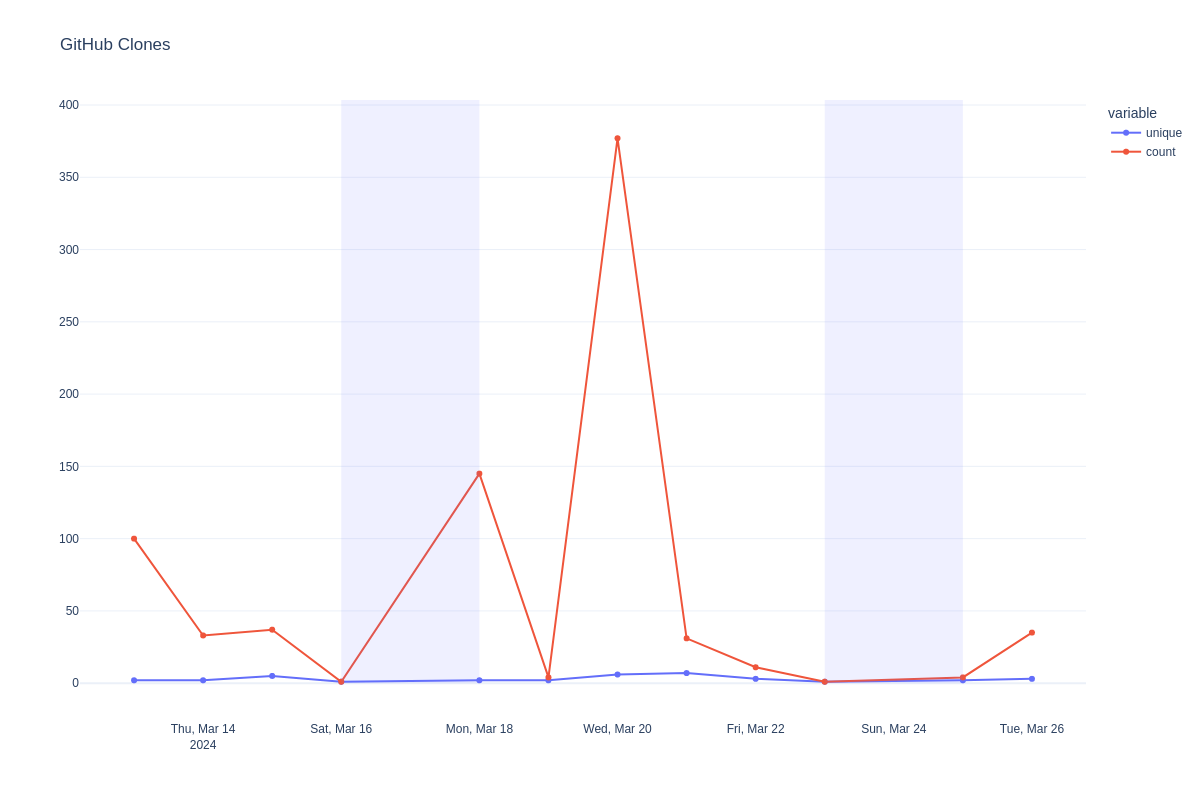 GitHub Clones
variable
unique
count
400
350
300
250
200
150
100
50
0
Thu, Mar 14
2024
Sat, Mar 16
Mon, Mar 18
Wed, Mar 20
Fri, Mar 22
Sun, Mar 24
Tue, Mar 26